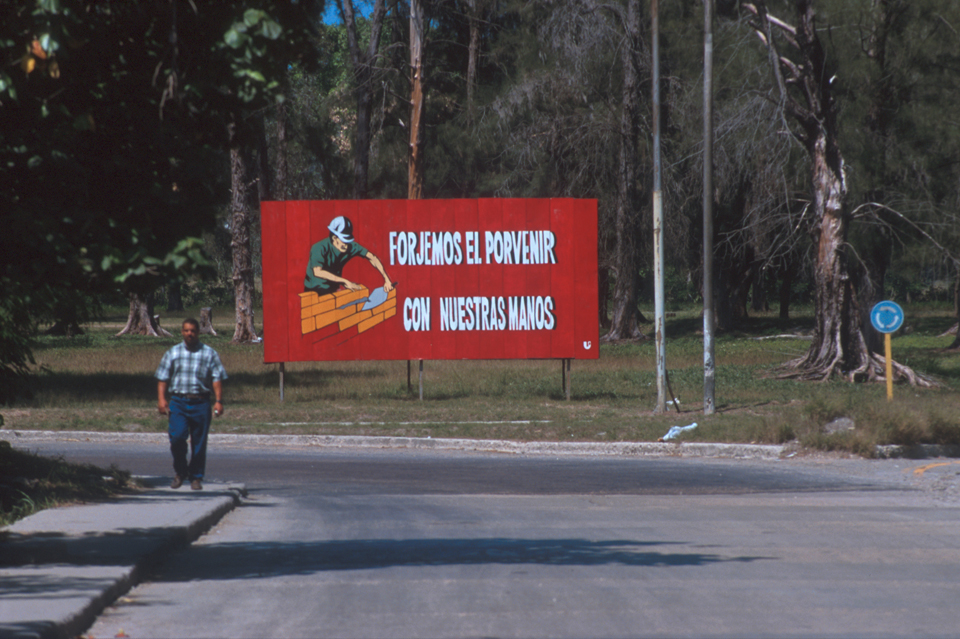 FORJEMOS EL PORVENIR
CON NUESTRAS MANOS